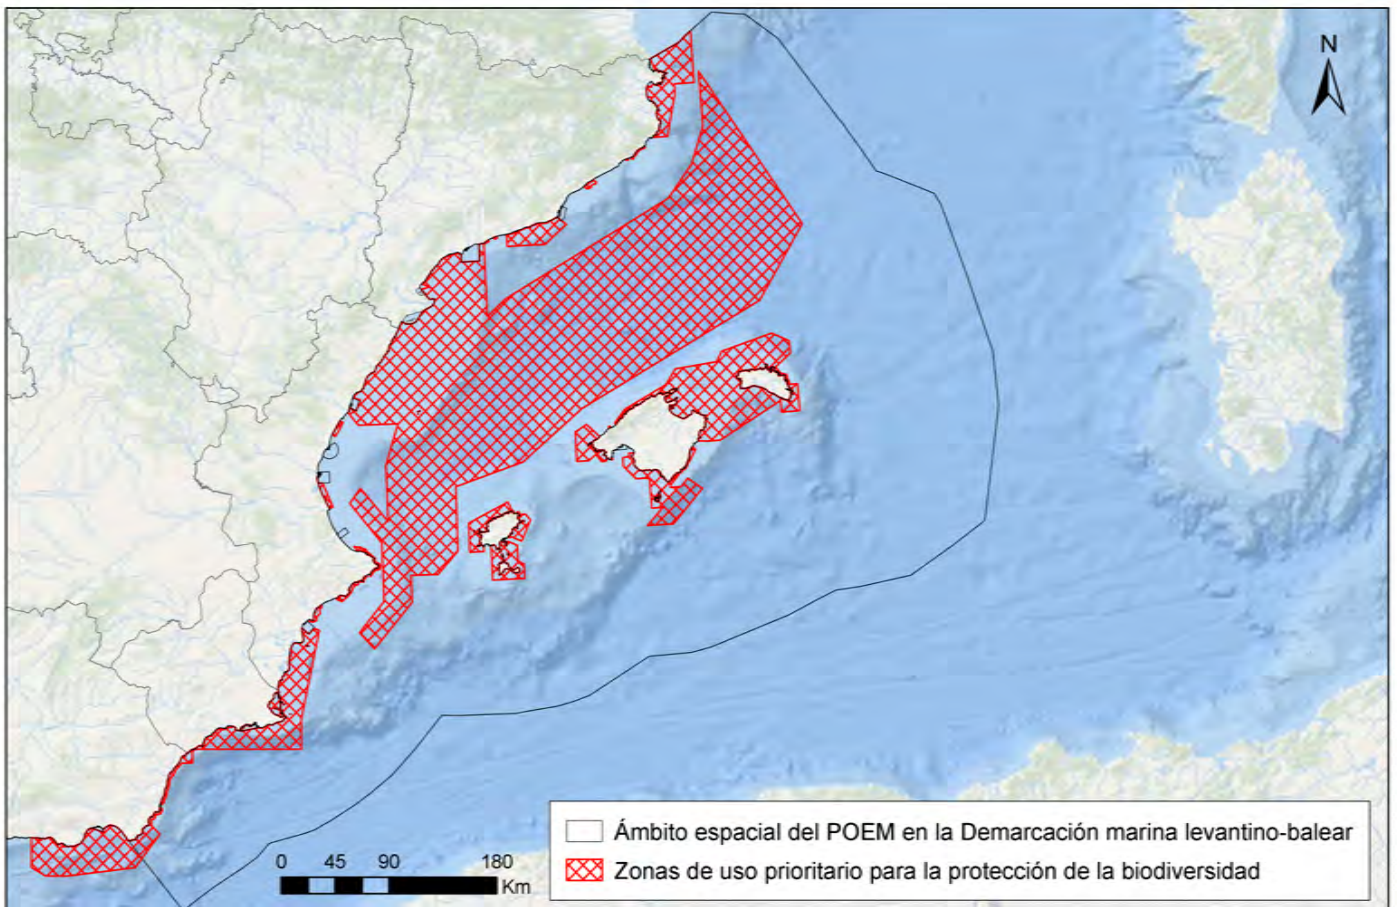 N
Ámbito espacial del POEM en la Demarcación marina levantino-balear
Zonas de uso prioritario para la protección de la biodiversidad
0 45 90 180
Km